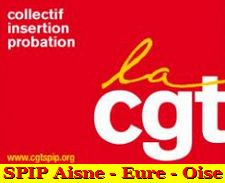 collectif
insertion
probation
la
cgt
www.cgtspip.org
SPIP Aisne - Eure - Oise